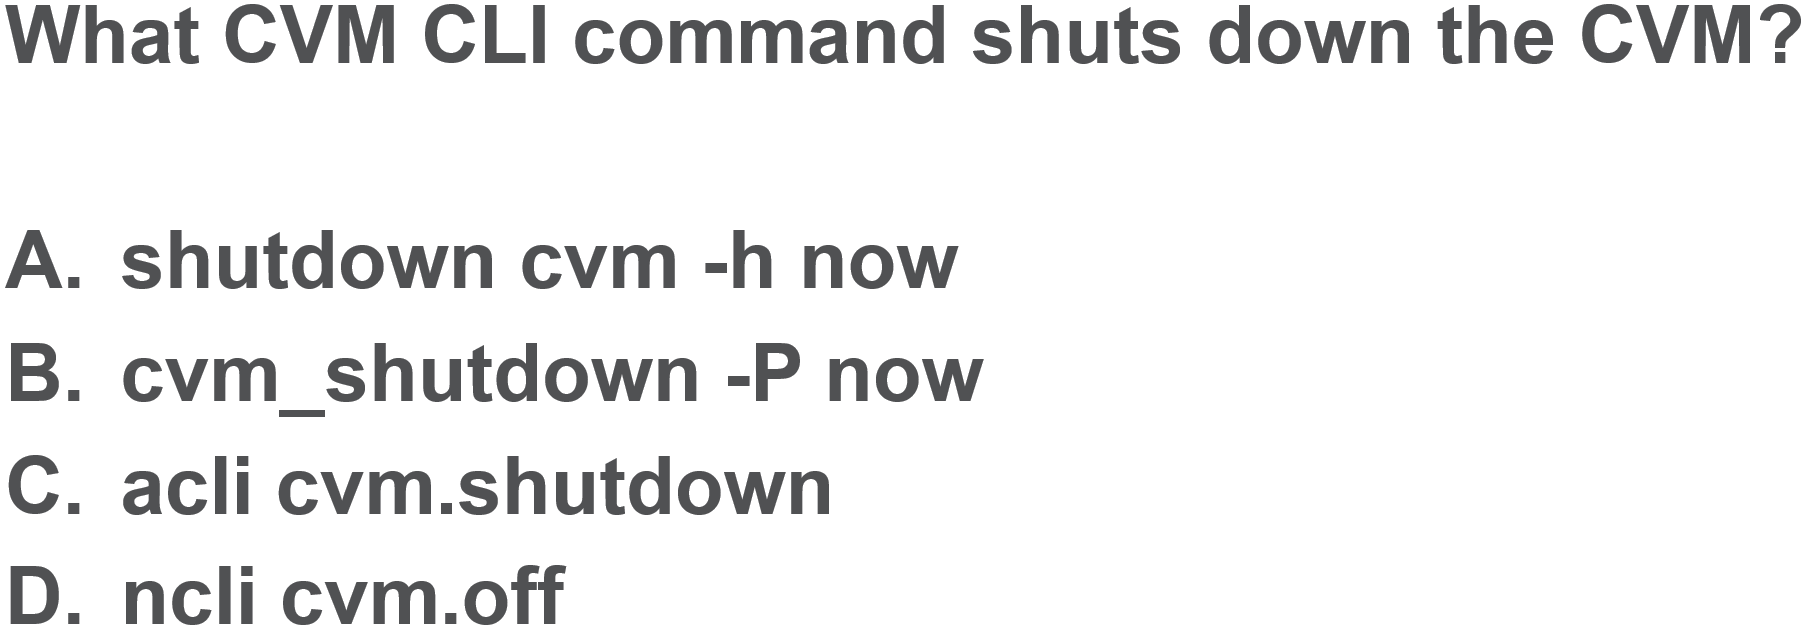 What CVM CLI command shuts down the CVM?
A. shutdown cvm -h now
B. cvm_shutdown -P now
C. acli cvm.shutdown
D. ncli cvm.off